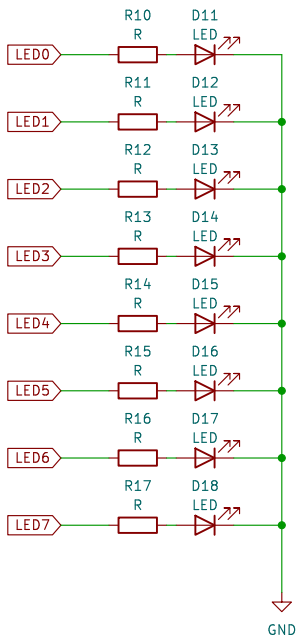 R10 D11
R LED
LED0
R11 D12
R LED
LED1
R12 D13
R LED
LED2
R13 D14
R LED
LED3
R14 D15
R LED
LED4
R15 D16
R LED
LED5
R16 D17
R LED
LED6
R17 D18
R LED
LED7
GND